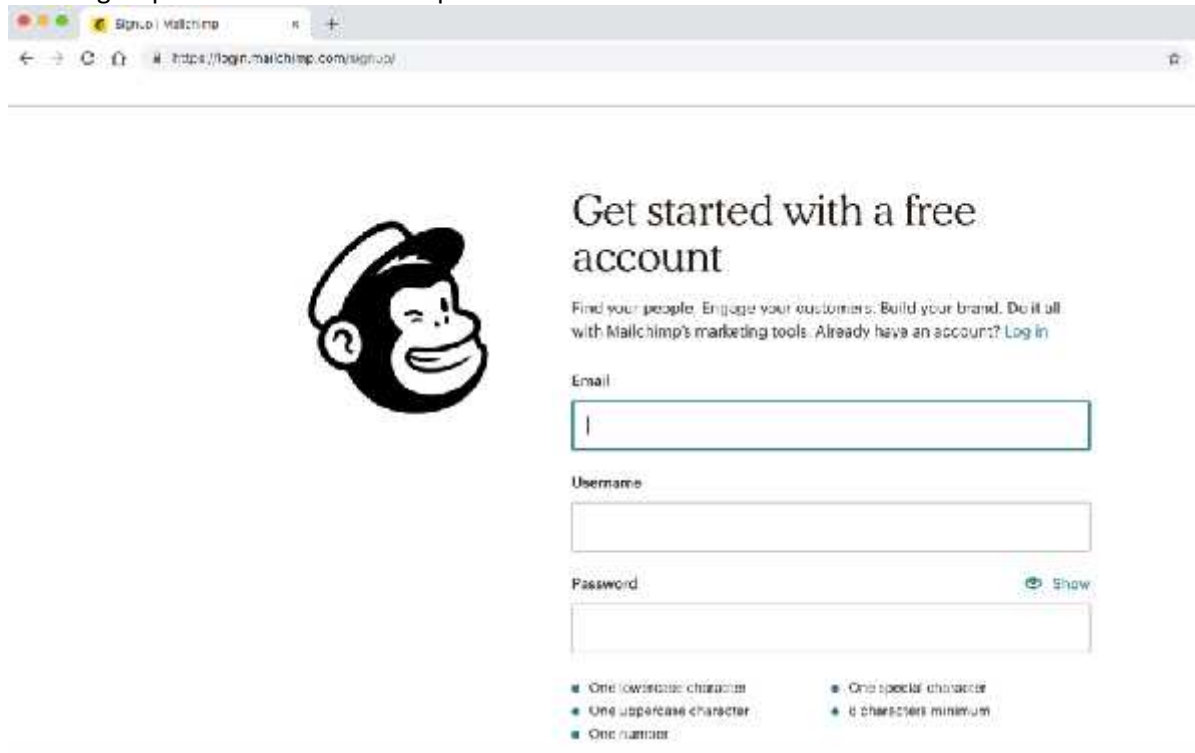 Signup | Mailchimp
https://login.mailchimp.com/signup/
Get started with a free
account
Find your people. Engage your customers. Build your brand. Do it all
with Mailchimp's marketing tools. Already have an account? Log in
Email
Username
Password
Show
One lowercase character
One special character
One uppercase character
8 characters minimum
One number